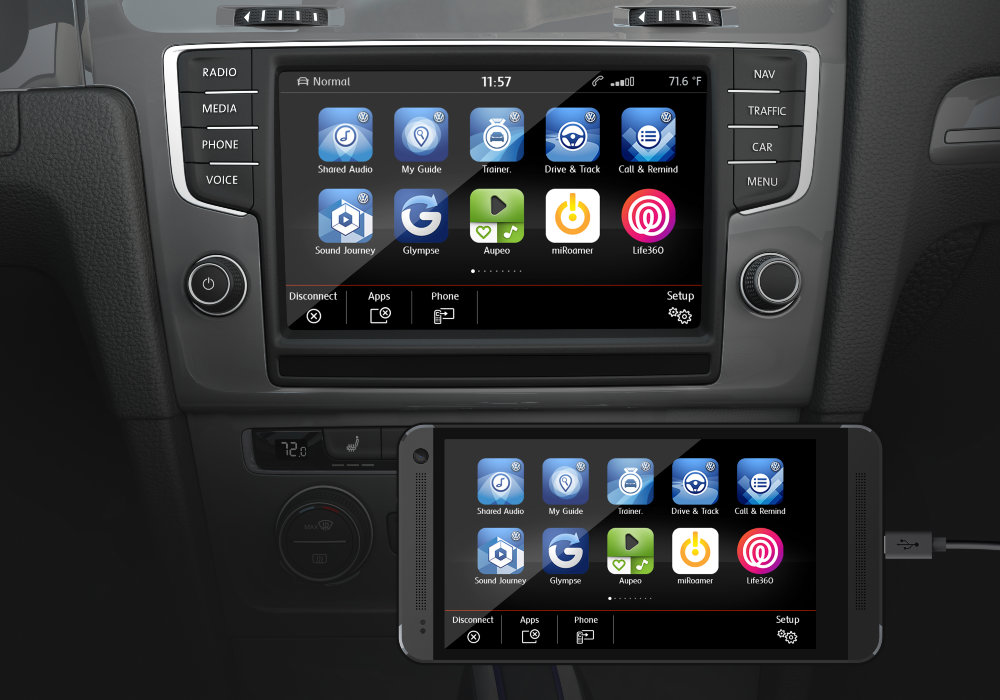 RADIO
MEDIA
PHONE
VOICE
NAV
TRAFFIC
CAR
MENU
Normal 11:57 71.6 °F
Shared Audio My Guide Trainer. Drive & Track Call & Remind
Sound Journey Glympse Aupeo miRoamer Life360
Disconnect Apps Phone Setup
72.0
MAX
Shared Audio My Guide Trainer. Drive & Track Call & Remind
Sound Journey Glympse Aupeo miRoamer Life360
Disconnect Apps Phone Setup